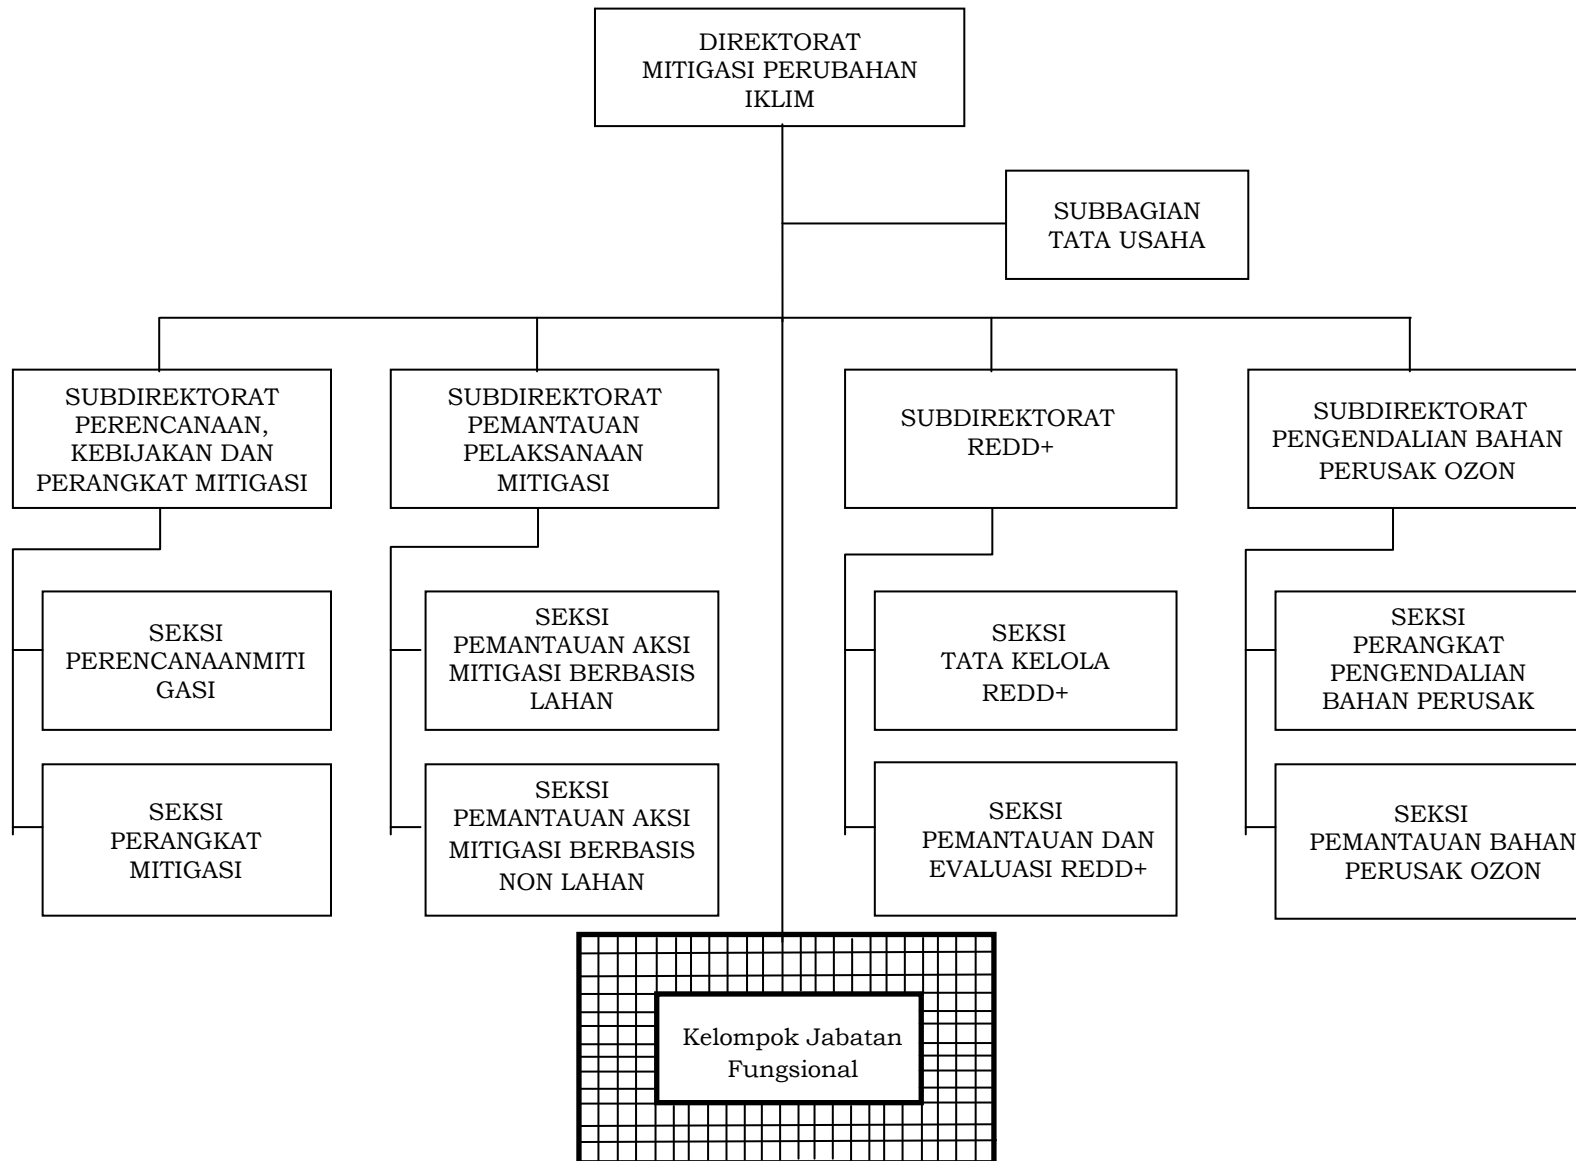 DIREKTORAT
MITIGASI PERUBAHAN
IKLIM
SUBBAGIAN
TATA USAHA
SUBDIREKTORAT
PERENCANAAN,
KEBIJAKAN DAN
PERANGKAT MITIGASI
SUBDIREKTORAT
PEMANTAUAN
PELAKSANAAN
MITIGASI
SUBDIREKTORAT
REDD+
SUBDIREKTORAT
PENGENDALIAN BAHAN
PERUSAK OZON
SEKSI
PERENCANAANMITI
GASI
SEKSI
PEMANTAUAN AKSI
MITIGASI BERBASIS
LAHAN
SEKSI
TATA KELOLA
REDD+
SEKSI
PERANGKAT
PENGENDALIAN
BAHAN PERUSAK
SEKSI
PERANGKAT
MITIGASI
SEKSI
PEMANTAUAN AKSI
MITIGASI BERBASIS
NON LAHAN
SEKSI
PEMANTAUAN DAN
EVALUASI REDD+
SEKSI
PEMANTAUAN BAHAN
PERUSAK OZON
Kelompok Jabatan
Fungsional